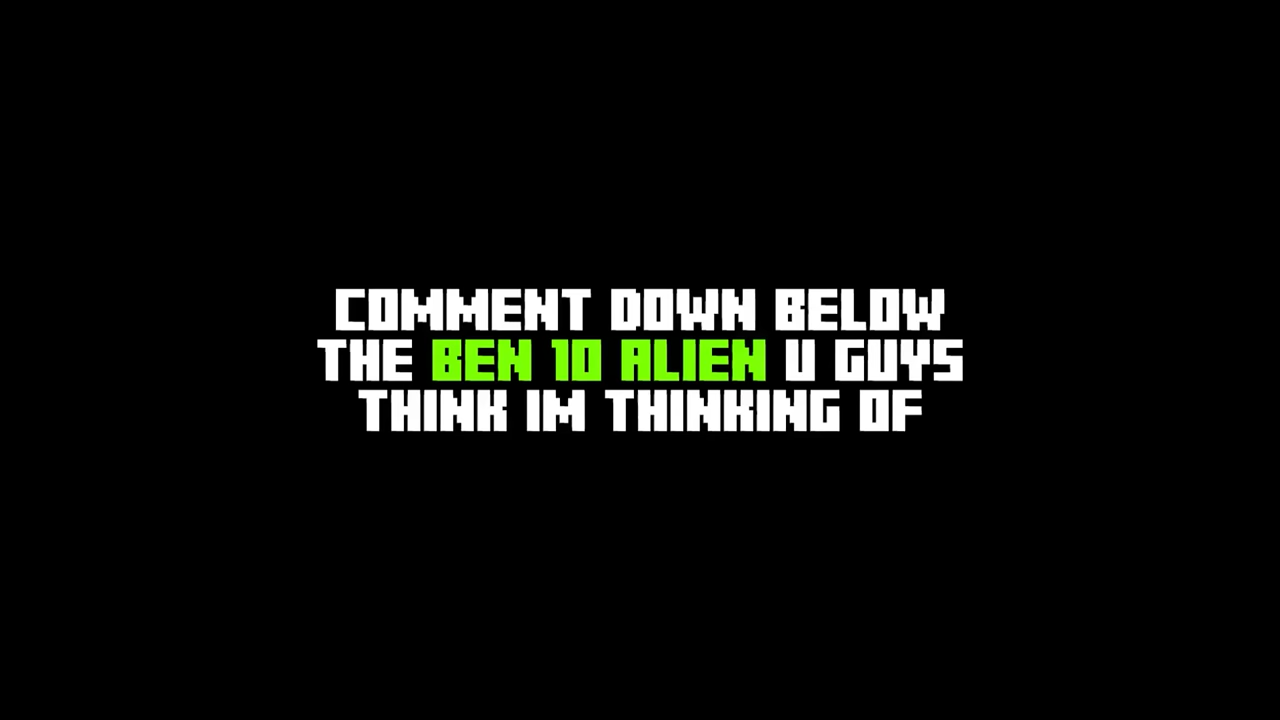 COMMENT DOWN BELOW
THE BEN 10 ALIEN U GUYS
THINK IM THINKING OF